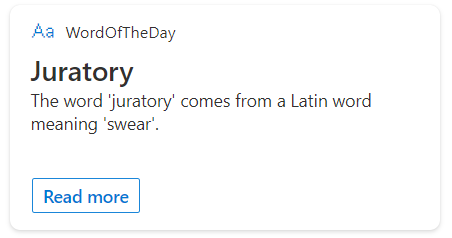 Aa WordOfTheDay
Juratory
The word 'juratory' comes from a Latin word
meaning 'swear'.
Read more